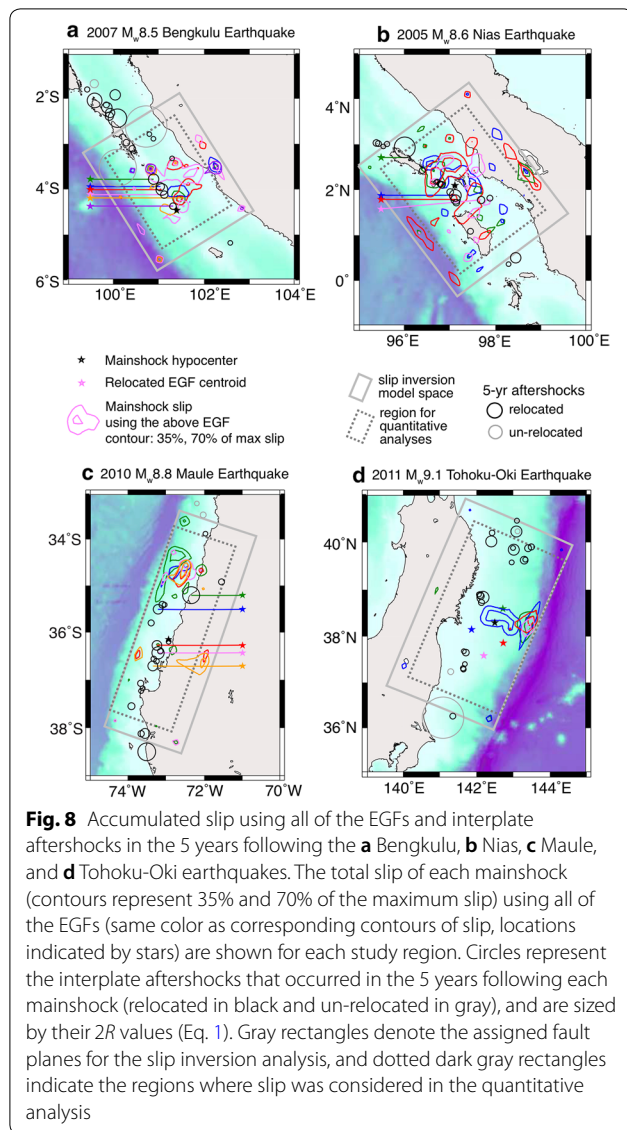 a 2007 MW8.5 Bengkulu Earthquake
b 2005 MW8.6 Nias Earthquake
2°S
4°S
6°S
100°E
102°E
104°E
4°N
2°N
0°
96°E
98°E
100°E
Mainshock hypocenter
Relocated EGF centroid
Mainshock slip
using the above EGF
contour: 35%, 70% of max slip
slip inversion
model space
region for
quantitative
analyses
5-yr aftershocks
relocated
un-relocated
c 2010 MW8.8 Maule Earthquake
d 2011 MW9.1 Tohoku-Oki Earthquake
34°S
36°S
38°S
74°W
72°W
70°W
40°N
38°N
36°N
140°E
142°E
144°E
Fig. 8 Accumulated slip using all of the EGFs and interplate
aftershocks in the 5 years following the a Bengkulu, b Nias, c Maule,
and d Tohoku-Oki earthquakes. The total slip of each mainshock
(contours represent 35% and 70% of the maximum slip) using all of
the EGFs (same color as corresponding contours of slip, locations
indicated by stars) are shown for each study region. Circles represent
the interplate aftershocks that occurred in the 5 years following each
mainshock (relocated in black and un-relocated in gray), and are sized
by their 2R values (Eq. 1). Gray rectangles denote the assigned fault
planes for the slip inversion analysis, and dotted dark gray rectangles
indicate the regions where slip was considered in the quantitative
analysis